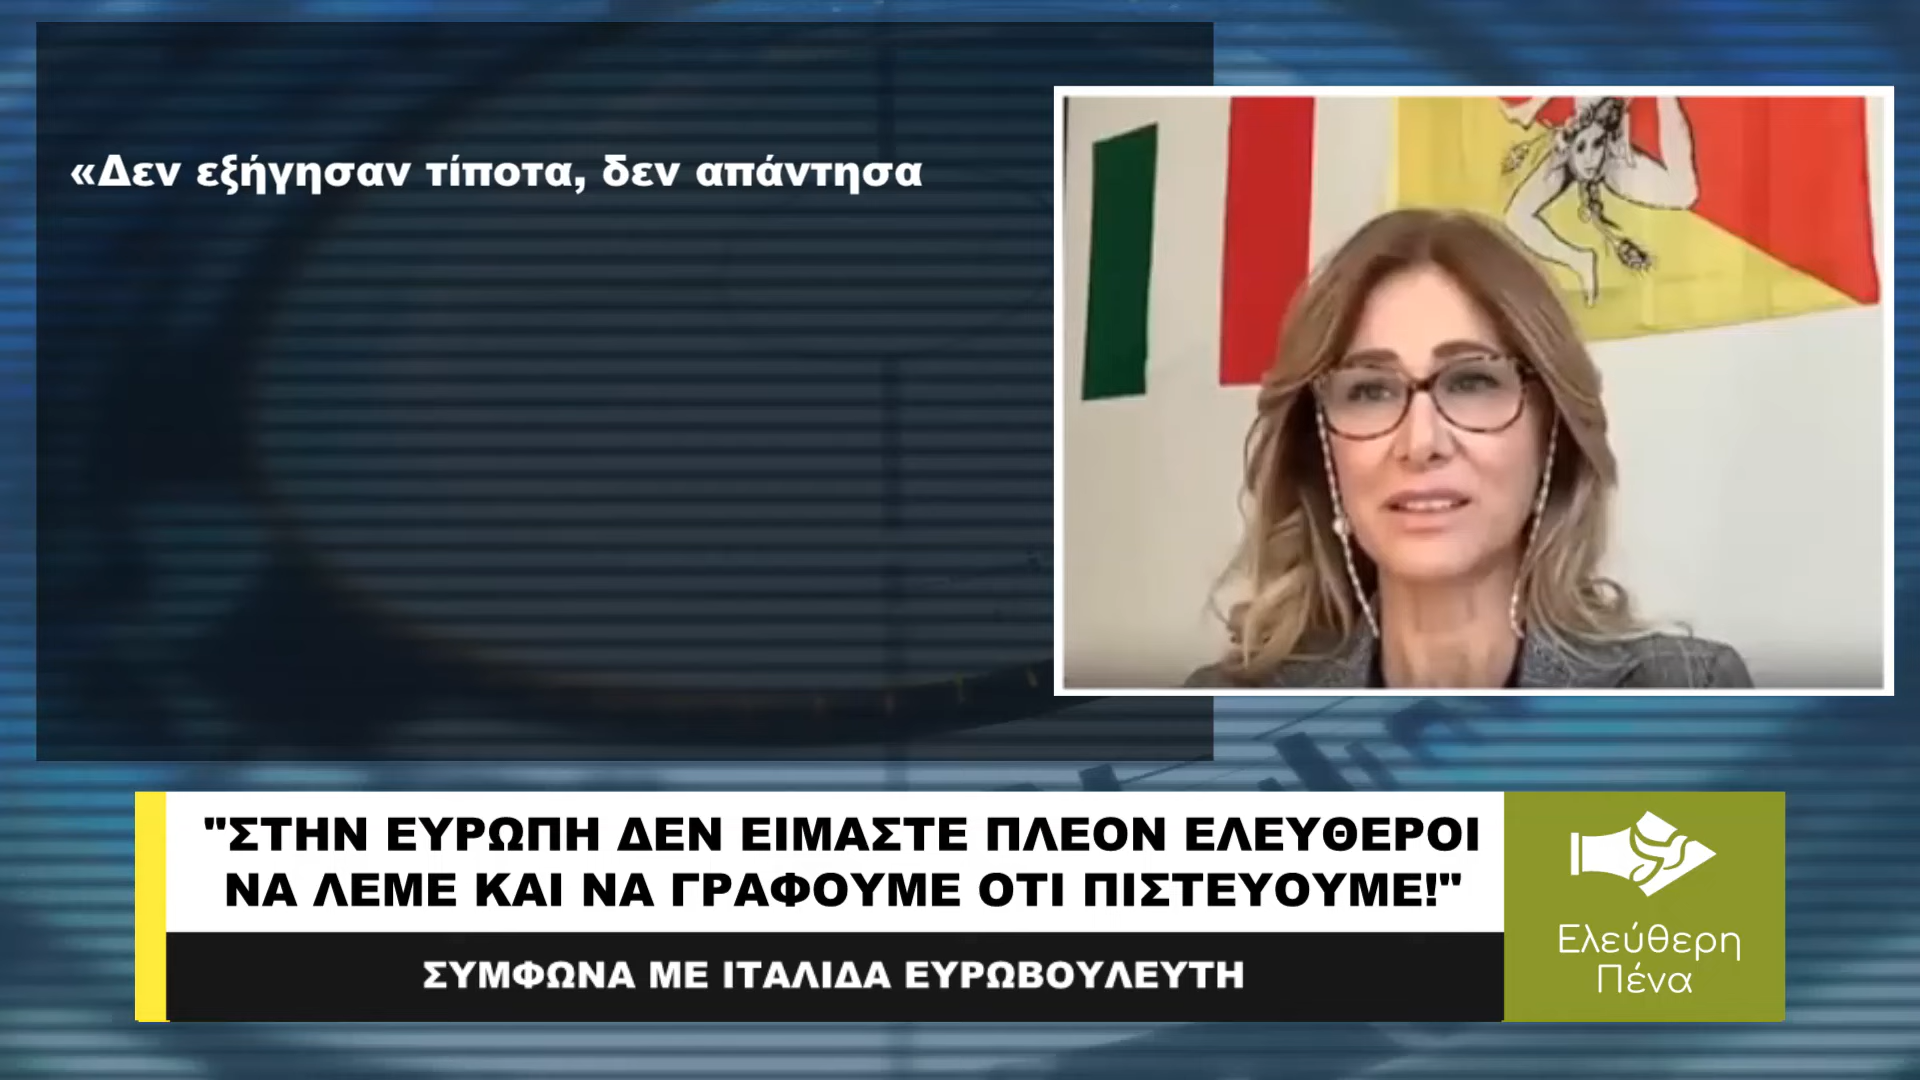 «Δεν εξήγησαν τίποτα, δεν απάντησα
"ΣΤΗΝ ΕΥΡΩΠΗ ΔΕΝ ΕΙΜΑΣΤΕ ΠΛΕΟΝ ΕΛΕΥΘΕΡΟΙ
ΝΑ ΛΕΜΕ ΚΑΙ ΝΑ ΓΡΑΦΟΥΜΕ ΟΤΙ ΠΙΣΤΕΥΟΥΜΕ!"
ΣΥΜΦΩΝΑ ΜΕ ΙΤΑΛΙΔΑ ΕΥΡΩΒΟΥΛΕΥΤΗ
Ελεύθερη
Πένα